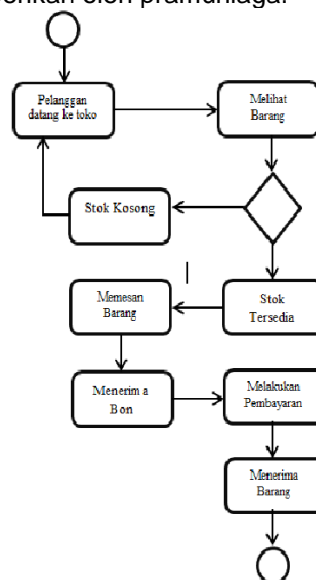 oleh pramuniaga.
Pelanggan
datang ke toko
Melihat
Barang
Stok Kosong
Memesan
Barang
Stok
Tersedia
Menerim a
Bon
Melakukan
Pembayaran
Menerima
Barang